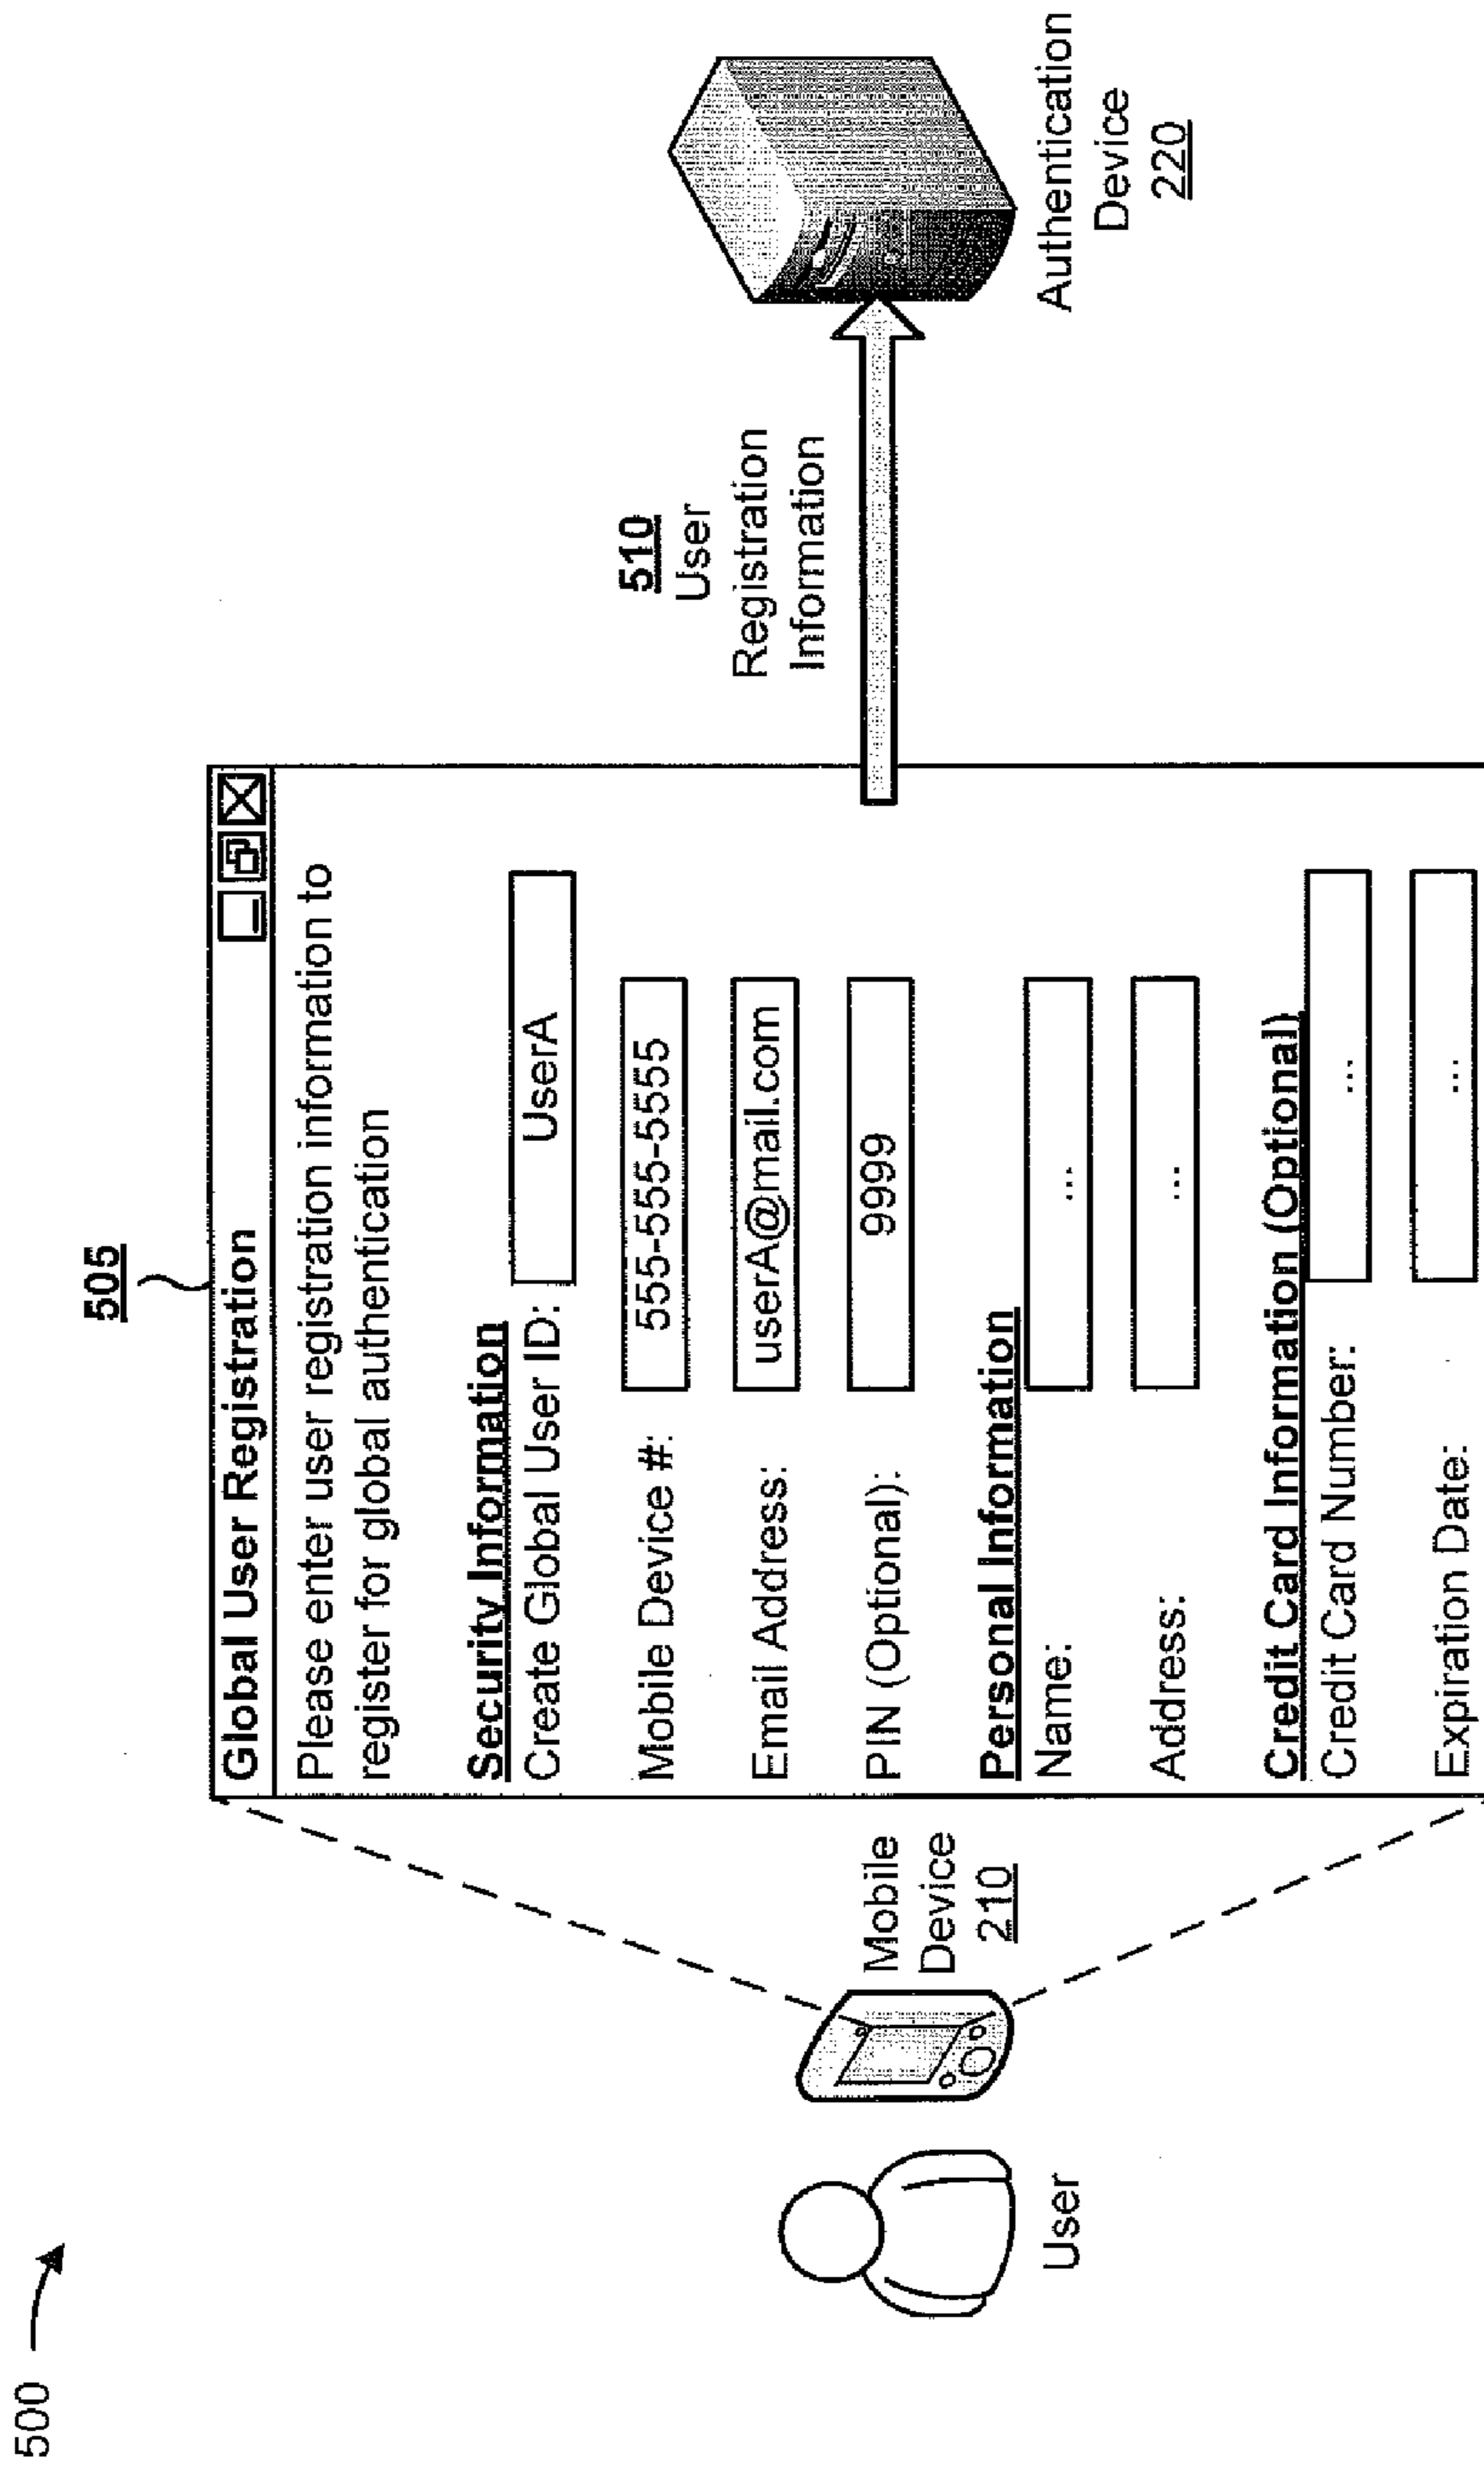 500
505
Global User Registration
Please enter user registration information to
register for global authentication
Security Information
Create Global User ID: UserA
Mobile Device #: 555-555-5555
Email Address: userA@mail.com
PIN (Optional): 9999
Personal Information
Name: ...
Address: ...
Credit Card Information (Optional)
Credit Card Number: ...
Expiration Date: ...
User
Mobile
Device
210
510
User
Registration
Information
Authentication
Device
220